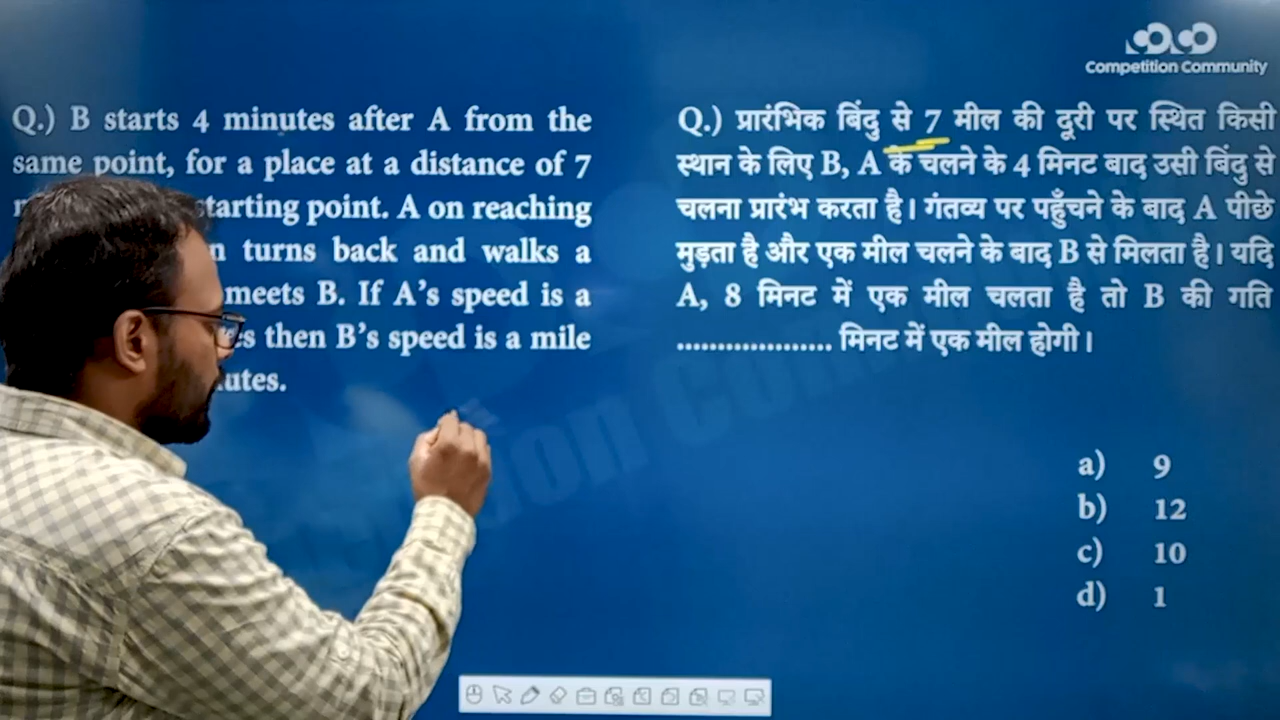 Competition Community
Q.) B starts 4 minutes after A from the
same point, for a place at a distance of 7
starting point. A on reaching
turns back and walks a
meets B. If A's speed is a
then B's speed is a mile
Q.) प्रारंभिक बिंदु से 7 मील की दूरी पर स्थित किसी
स्थान के लिए B, A के चलने के 4 मिनट बाद उसी बिंदु से
चलना प्रारंभ करता है। गंतव्य पर पहुँचने के बाद A पीछे
मुड़ता है और एक मील चलने के बाद B से मिलता है। यदि
A, 8 मिनट में एक मील चलता है तो B की गति
................... मिनट में एक मील होगी।
a) 9
b) 12
c) 10
d) 1